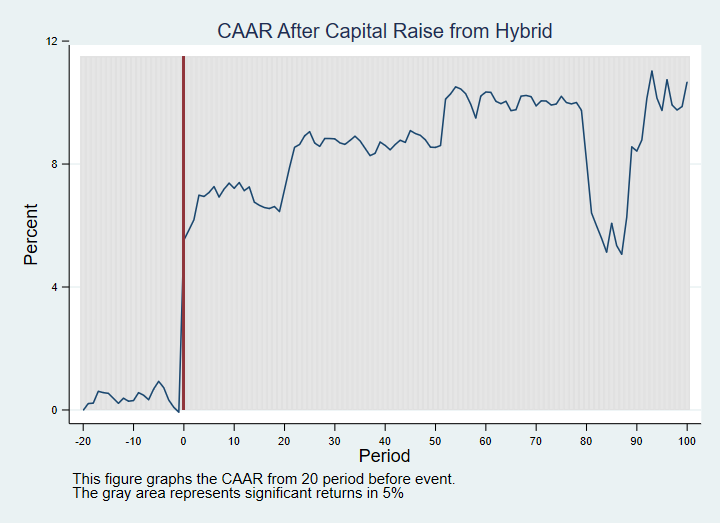 CAAR After Capital Raise from Hybrid
12
8
4
0
Percent
-20 -10 0 10 20 30 40 50 60 70 80 90 100
Period
This figure graphs the CAAR from 20 period before event.
The gray area represents significant returns in 5%